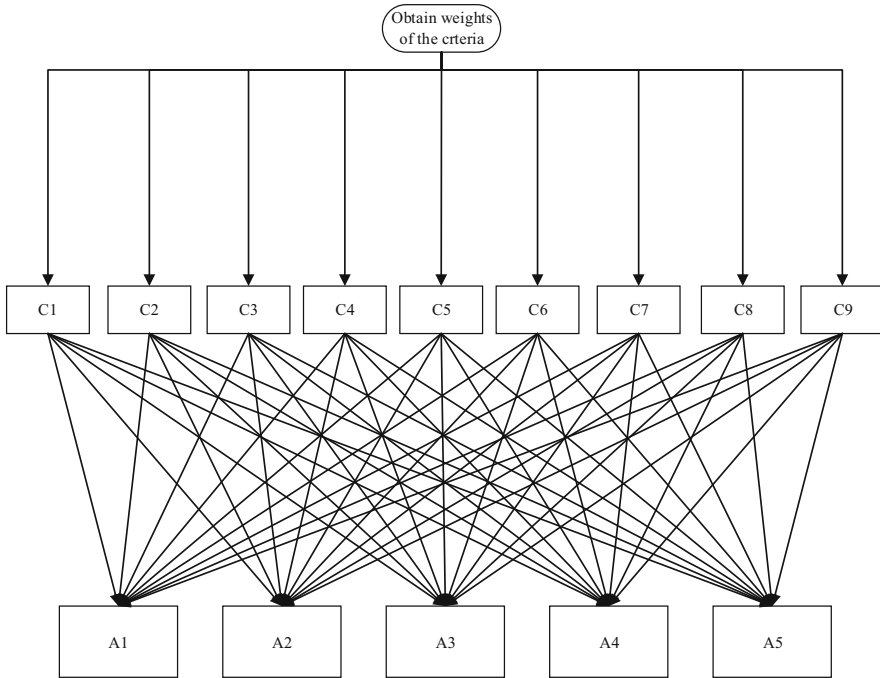 Obtain weights
of the crteria
C1
C2
C3
C4
C5
C6
C7
C8
C9
A1
A2
A3
A4
A5